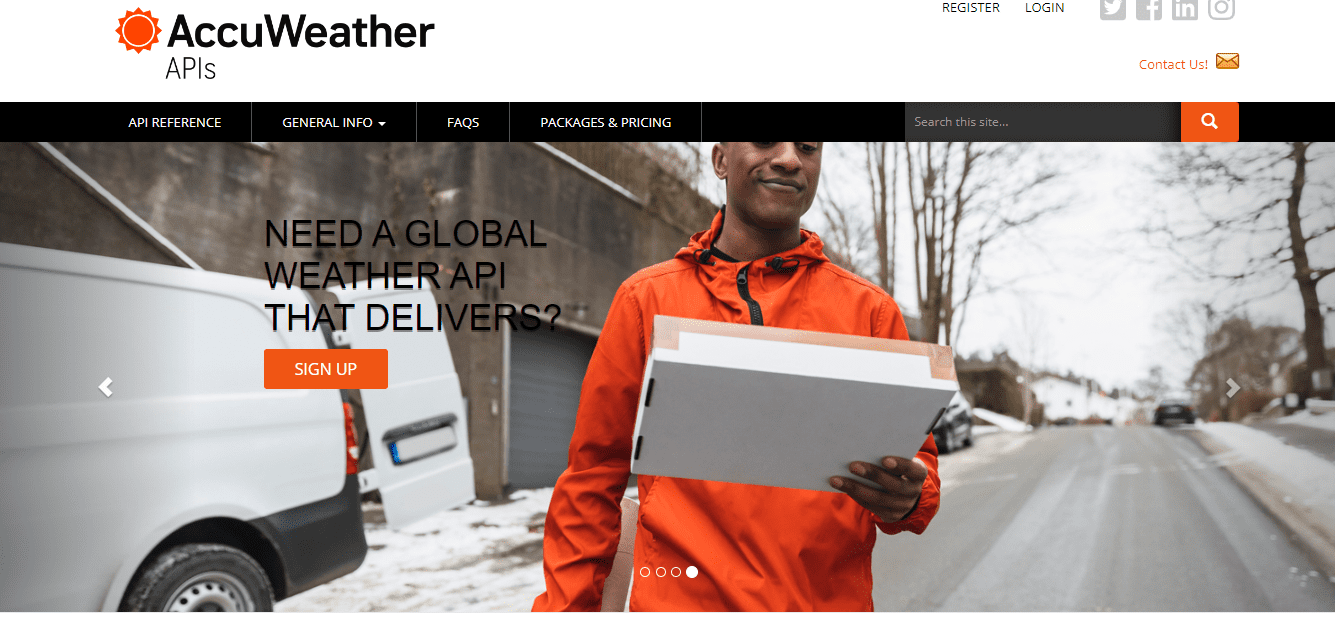 REGISTER LOGIN
AccuWeather
APIs
Contact Us!
API REFERENCE GENERAL INFO FAQS PACKAGES & PRICING Search this site...
NEED A GLOBAL
WEATHER API
THAT DELIVERS?
SIGN UP